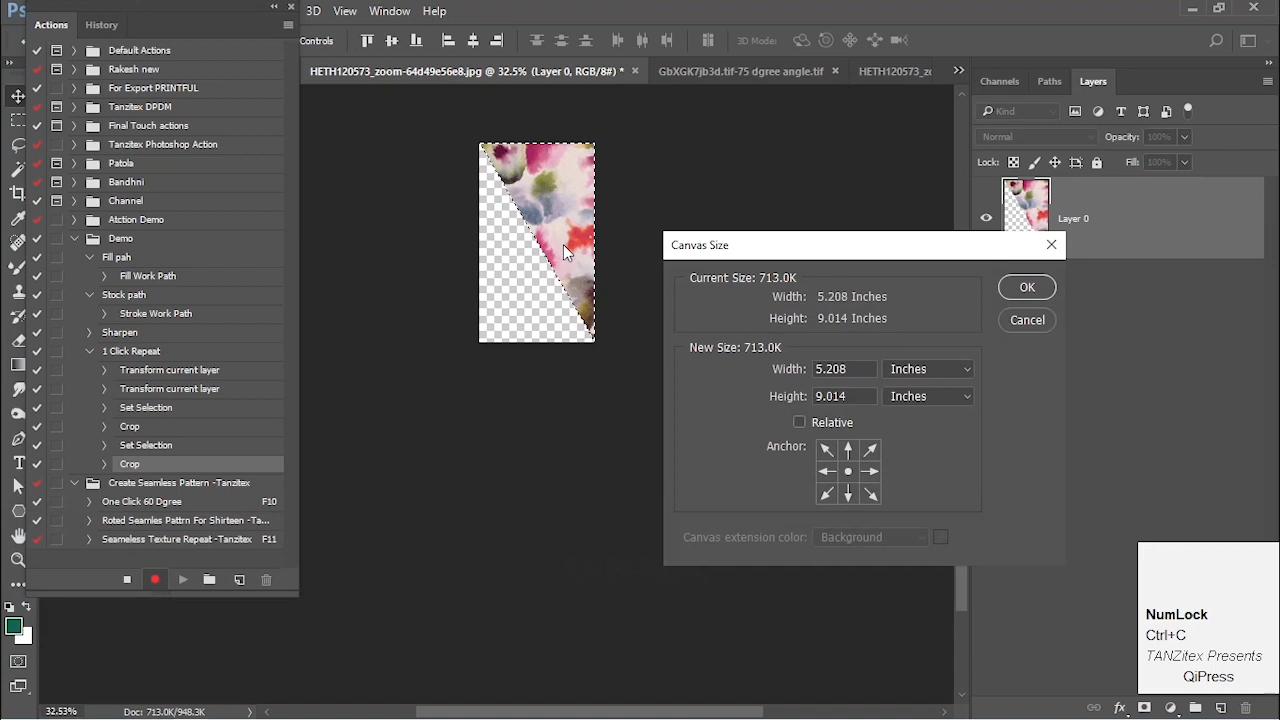 Ps
3D View Window Help
Actions History
Controls
3D Mode:
HETH120573_zoom-64d49e56e8.jpg @ 32.5% (Layer 0, RGB/8#) *
GbXGK7jb3d.tif-75 dgree angle.tif
HETH120573_zo
Channels Paths Layers
Kind
Normal
Opacity: 100%
Lock:
Fill: 100%
Layer 0
Default Actions
Rakesh new
For Export PRINTFUL
Tanzitex DPDM
Final Touch actions
Tanzitex Photoshop Action
Patola
Bandhni
Channel
Atction Demo
Demo
Fill pah
Fill Work Path
Stock path
Stroke Work Path
Sharpen
1 Click Repeat
Transform current layer
Transform current layer
Set Selection
Crop
Set Selection
Crop
Create Seamless Pattern -Tanzitex
One Click 60 Dgree F10
Roted Seamles Pattrn For Shirteen -Ta...
Seameless Texture Repeat -Tanzitex F11
Canvas Size
Current Size: 713.0K
Width: 5.208 Inches
Height: 9.014 Inches
OK
Cancel
New Size: 713.0K
Width: 5.208 Inches
Height: 9.014 Inches
Relative
Anchor:
Canvas extension color: Background
NumLock
Ctrl+C
TANZitex Presents
QiPress
32.53% Doc: 713.0K/948.3K
fx